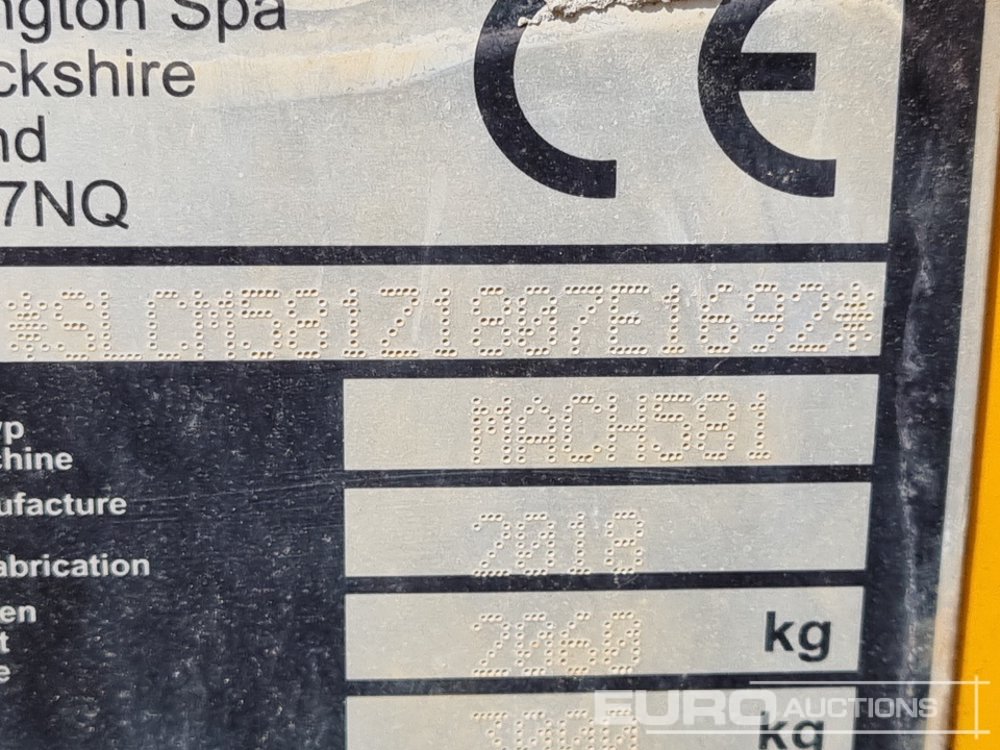 ngton Spa
ckshire
nd
7NQ
CE
*SLCM581Z1807E1692*
yp
chine
MACH581
ufacture
2018
abrication
en
t
e
2060 kg
kg
EURO AUCTIONS